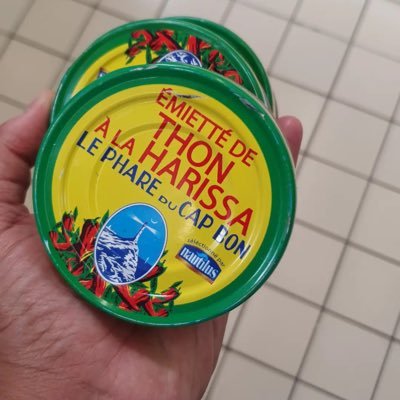 ÉMIETTÉ DE
THON
À LA HARISSA
LE PHARE DU CAP BON
sélectionné par
nautilus